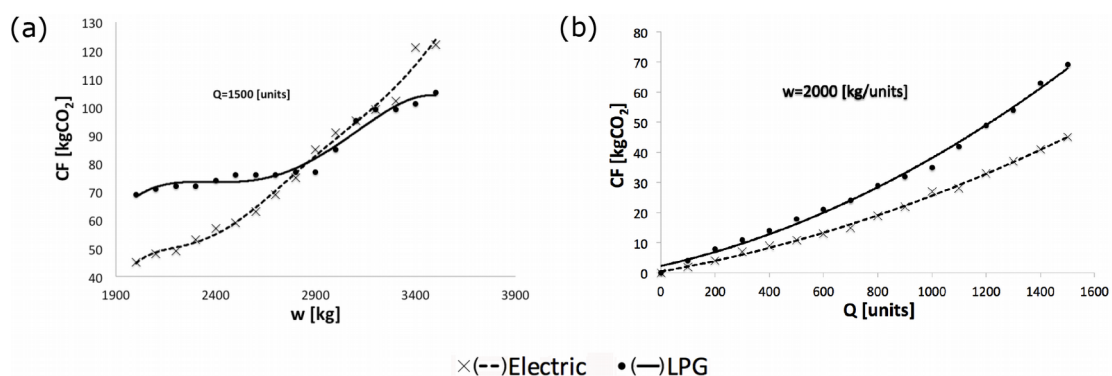 (a)
130
120
110
100
90
80
70
60
50
40
CF [kgCO₂]
Q=1500 [units]
1900 2400 2900 3400 3900
w [kg]
(b)
80
70
60
50
40
30
20
10
0
CF [kgCO₂]
w=2000 [kg/units]
0 200 400 600 800 1000 1200 1400 1600
Q [units]
×(--)Electric •(—)LPG